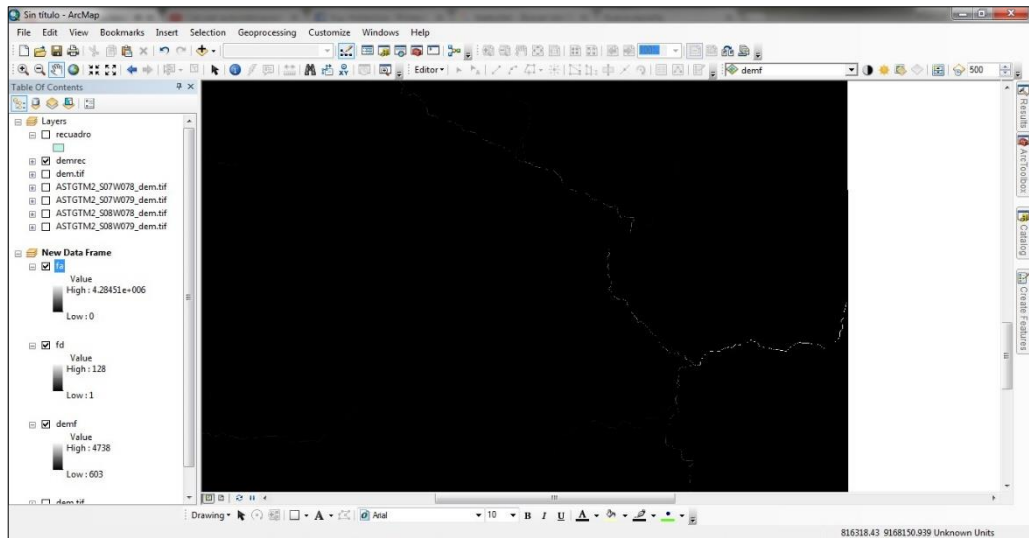 Sin título - ArcMap
File Edit View Bookmarks Insert Selection Geoprocessing Customize Windows Help
Editor
demf
500
Table Of Contents
Layers
recuadro
demrec
dem.tif
ASTGTM2_S07W078_dem.tif
ASTGTM2_S07W079_dem.tif
ASTGTM2_S08W078_dem.tif
ASTGTM2_S08W079_dem.tif
New Data Frame
fa
Value
High : 4.28451e+006
Low : 0
fd
Value
High : 128
Low : 1
demf
Value
High : 4738
Low : 603
dem.tif
Results
ArcToolbox
Catalog
Create Features
Drawing
A
Arial
10
B I U A
816318.43 9168150.939 Unknown Units